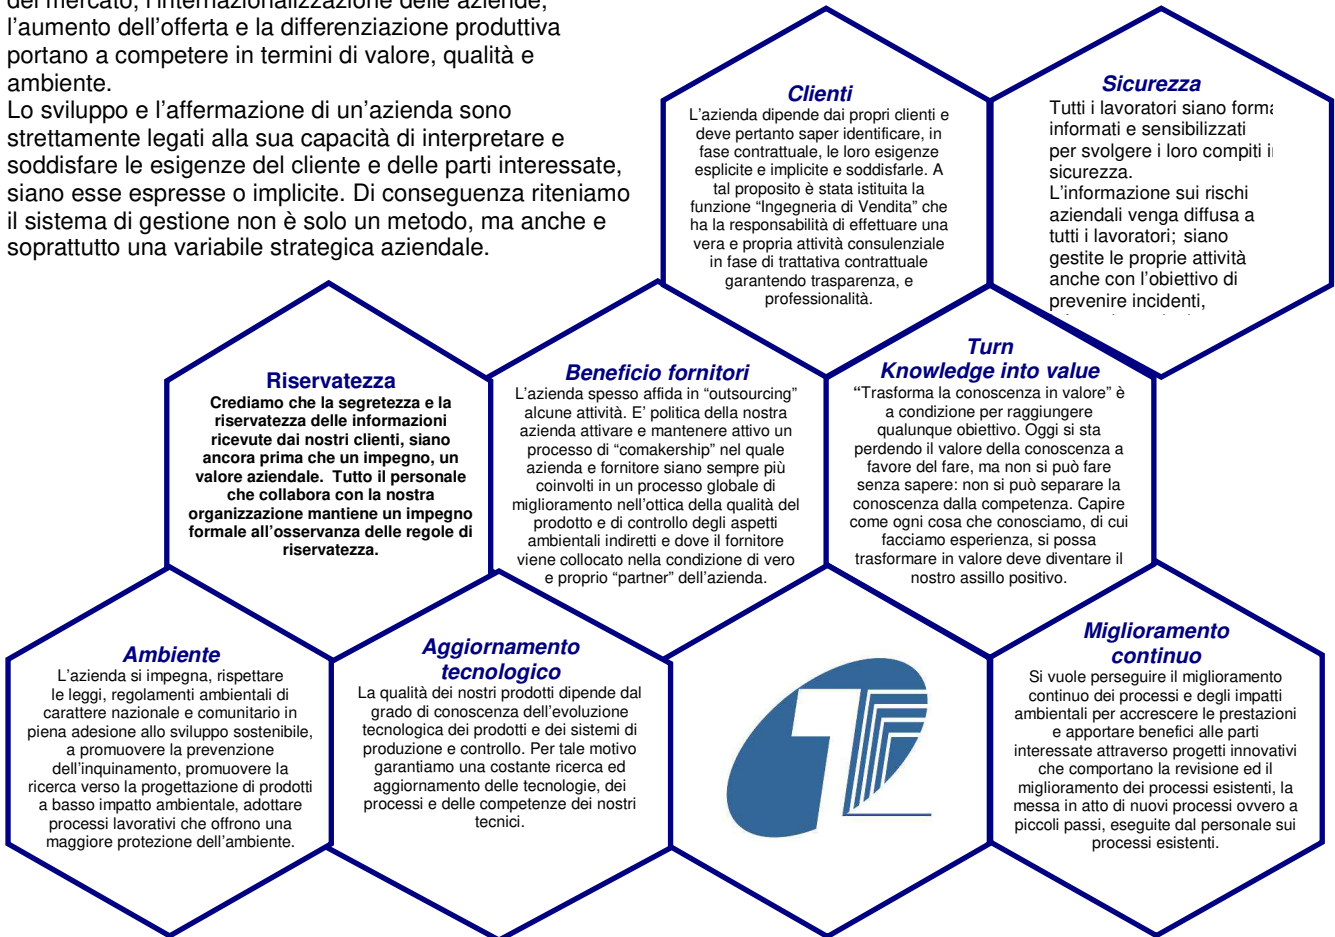 del mercato, l'internazionalizzazione delle aziende,
l'aumento dell'offerta e la differenziazione produttiva
portano a competere in termini di valore, qualità e
ambiente.
Lo sviluppo e l'affermazione di un'azienda sono
strettamente legati alla sua capacità di interpretare e
soddisfare le esigenze del cliente e delle parti interessate,
siano esse espresse o implicite. Di conseguenza riteniamo
il sistema di gestione non è solo un metodo, ma anche e
soprattutto una variabile strategica aziendale.
Clienti
L'azienda dipende dai propri clienti e
deve pertanto saper identificare, in
fase contrattuale, le loro esigenze
esplicite e implicite e soddisfarle. A
tal proposito è stata istituita la
funzione "Ingegneria di Vendita" che
ha la responsabilità di effettuare una
vera e propria attività consulenziale
in fase di trattativa contrattuale
garantendo trasparenza, e
professionalità.
Sicurezza
Tutti i lavoratori siano
informati e sensibilizzati
per svolgere i loro compiti
sicurezza.
L'informazione sui rischi
aziendali venga diffusa a
tutti i lavoratori; siano
gestite le proprie attività
anche con l'obiettivo di
prevenire incidenti,
Riservatezza
Crediamo che la segretezza e la
riservatezza delle informazioni
ricevute dai nostri clienti, siano
ancora prima che un impegno, un
valore aziendale. Tutto il personale
che collabora con la nostra
organizzazione mantiene un impegno
formale all'osservanza delle regole di
riservatezza.
Beneficio fornitori
L'azienda spesso affida in "outsourcing"
alcune attività. E' politica della nostra
azienda attivare e mantenere attivo un
processo di "comakership" nel quale
azienda e fornitore siano sempre più
coinvolti in un processo globale di
miglioramento nell'ottica della qualità del
prodotto e di controllo degli aspetti
ambientali indiretti e dove il fornitore
viene collocato nella condizione di vero
e proprio "partner" dell'azienda.
Turn
Knowledge into value
"Trasforma la conoscenza in valore" è
a condizione per raggiungere
qualunque obiettivo. Oggi si sta
perdendo il valore della conoscenza a
favore del fare, ma non si può fare
senza sapere: non si può separare la
conoscenza dalla competenza. Capire
come ogni cosa che conosciamo, di cui
facciamo esperienza, si possa
trasformare in valore deve diventare il
nostro assillo positivo.
Ambiente
L'azienda si impegna, rispettare
le leggi, regolamenti ambientali di
carattere nazionale e comunitario in
piena adesione allo sviluppo sostenibile,
a promuovere la prevenzione
dell'inquinamento, promuovere la
ricerca verso la progettazione di prodotti
a basso impatto ambientale, adottare
processi lavorativi che offrono una
maggiore protezione dell'ambiente.
Aggiornamento
tecnologico
La qualità dei nostri prodotti dipende dal
grado di conoscenza dell'evoluzione
tecnologica dei prodotti e dei sistemi di
produzione e controllo. Per tale motivo
garantiamo una costante ricerca ed
aggiornamento delle tecnologie, dei
processi e delle competenze dei nostri
tecnici.
Miglioramento
continuo
Si vuole perseguire il miglioramento
continuo dei processi e degli impatti
ambientali per accrescere le prestazioni
e apportare benefici alle parti
interessate attraverso progetti innovativi
che comportano la revisione ed il
miglioramento dei processi esistenti, la
messa in atto di nuovi processi ovvero a
piccoli passi, eseguite dal personale sui
processi esistenti.